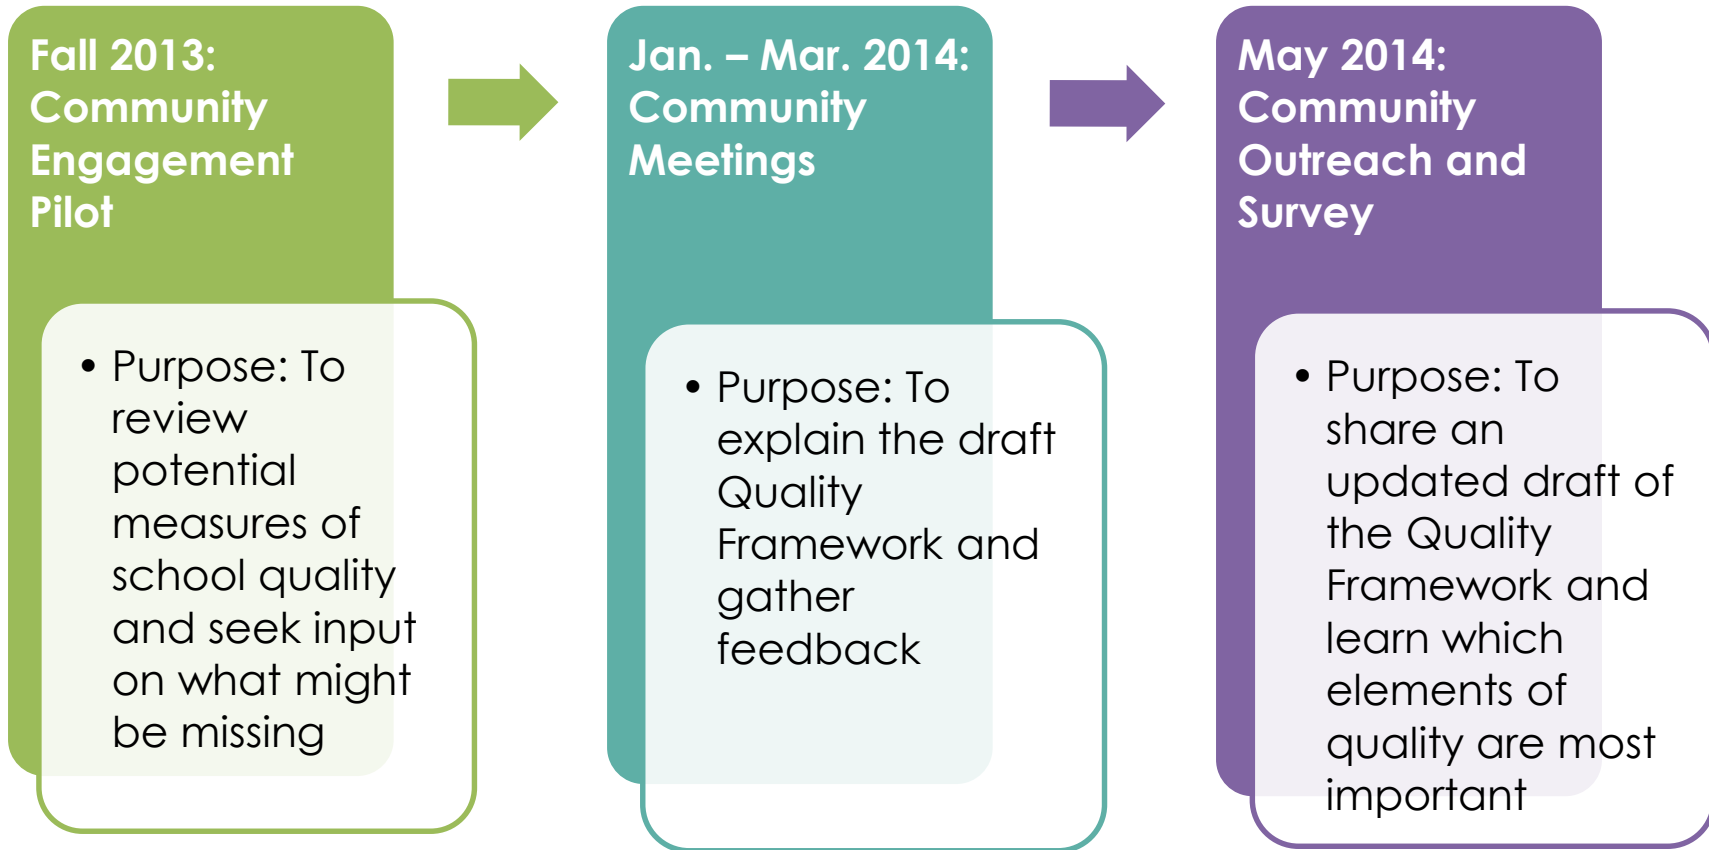 Fall 2013:
Community
Engagement
Pilot
• Purpose: To
review
potential
measures of
school quality
and seek input
on what might
be missing
Jan. – Mar. 2014:
Community
Meetings
• Purpose: To
explain the draft
Quality
Framework and
gather
feedback
May 2014:
Community
Outreach and
Survey
• Purpose: To
share an
updated draft of
the Quality
Framework and
learn which
elements of
quality are most
important